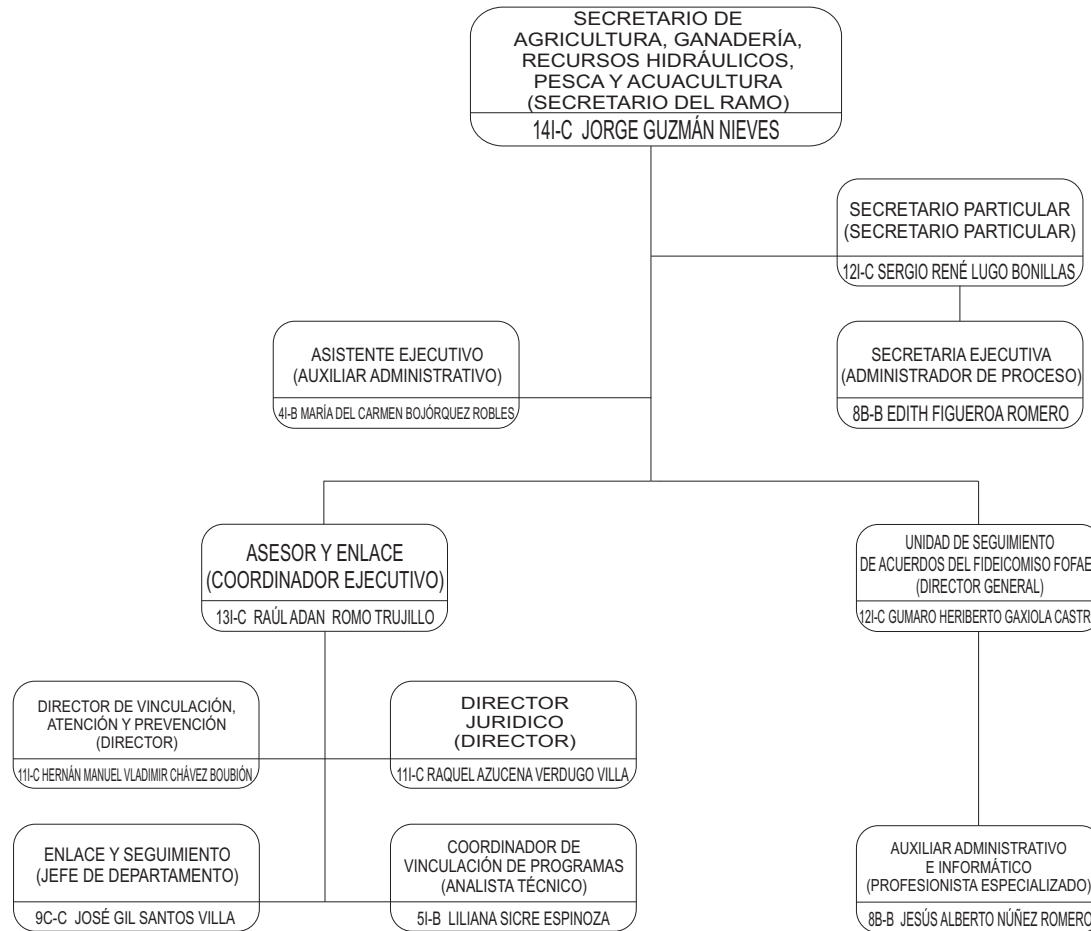 SECRETARIO DE
AGRICULTURA, GANADERÍA,
RECURSOS HIDRÁULICOS,
PESCA Y ACUACULTURA
(SECRETARIO DEL RAMO)
14I-C JORGE GUZMÁN NIEVES
SECRETARIO PARTICULAR
(SECRETARIO PARTICULAR)
12I-C SERGIO RENÉ LUGO BONILLAS
ASISTENTE EJECUTIVO
(AUXILIAR ADMINISTRATIVO)
4I-B MARÍA DEL CARMEN BOJÓRQUEZ ROBLES
SECRETARIA EJECUTIVA
(ADMINISTRADOR DE PROCESO)
8B-B EDITH FIGUEROA ROMERO
ASESOR Y ENLACE
(COORDINADOR EJECUTIVO)
13I-C RAÚL ADAN ROMO TRUJILLO
UNIDAD DE SEGUIMIENTO
DE ACUERDOS DEL FIDEICOMISO FOFAE
(DIRECTOR GENERAL)
12I-C GUMARO HERIBERTO GAXIOLA CASTR
DIRECTOR DE VINCULACIÓN,
ATENCIÓN Y PREVENCIÓN
(DIRECTOR)
11I-C HERNÁN MANUEL VLADIMIR CHÁVEZ BOUBIÓN
DIRECTOR
JURIDICO
(DIRECTOR)
11I-C RAQUEL AZUCENA VERDUGO VILLA
ENLACE Y SEGUIMIENTO
(JEFE DE DEPARTAMENTO)
9C-C JOSÉ GIL SANTOS VILLA
COORDINADOR DE
VINCULACIÓN DE PROGRAMAS
(ANALISTA TÉCNICO)
5I-B LILIANA SICRE ESPINOZA
AUXILIAR ADMINISTRATIVO
E INFORMÁTICO
(PROFESIONISTA ESPECIALIZADO)
8B-B JESÚS ALBERTO NÚÑEZ ROMERO